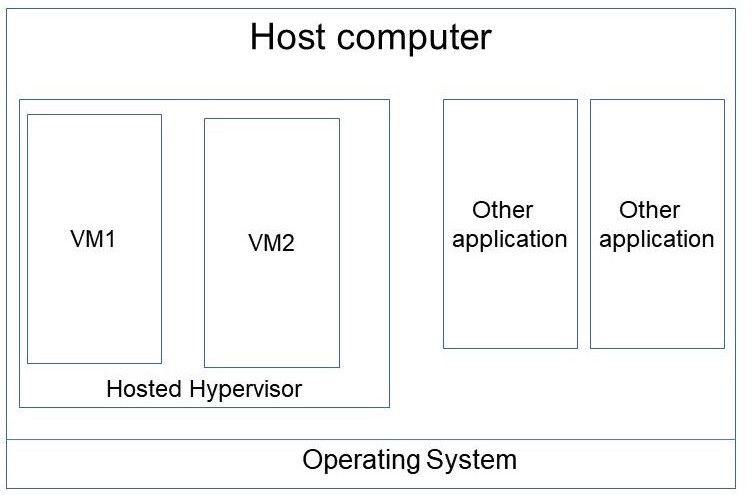 Host computer
VM1
VM2
Hosted Hypervisor
Other
application
Other
application
Operating System